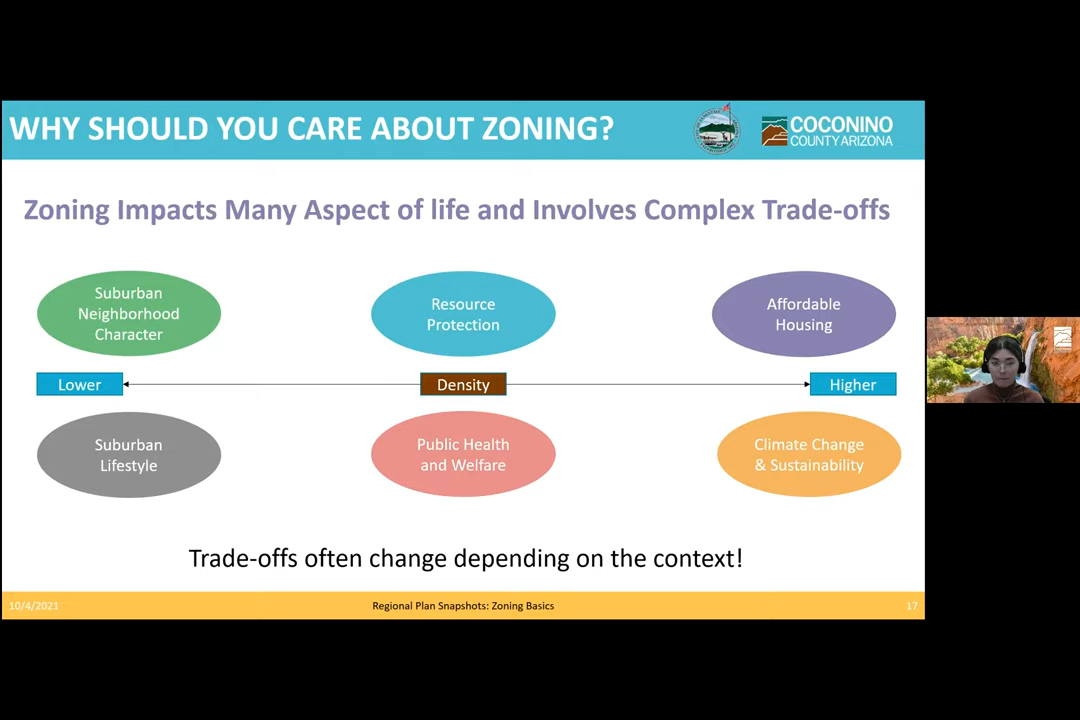 WHY SHOULD YOU CARE ABOUT ZONING?
COCONINO
COUNTY ARIZONA
Zoning Impacts Many Aspect of life and Involves Complex Trade-offs
Suburban
Neighborhood
Character
Resource
Protection
Affordable
Housing
Lower
Density
Higher
Suburban
Lifestyle
Public Health
and Welfare
Climate Change
& Sustainability
Trade-offs often change depending on the context!
10/4/2021
Regional Plan Snapshots: Zoning Basics
17